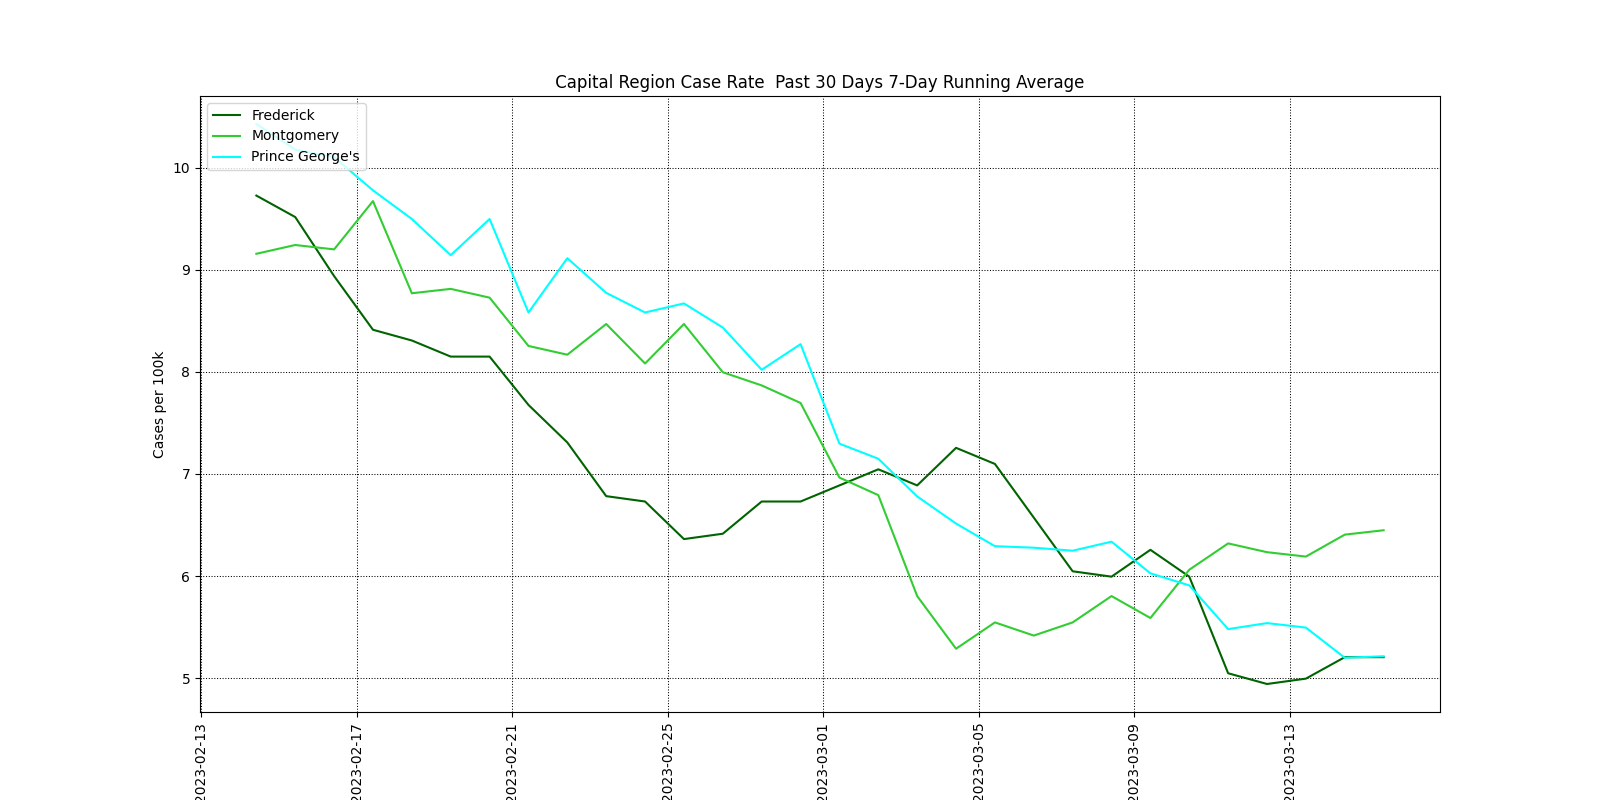 Capital Region Case Rate  Past 30 Days 7-Day Running Average
Frederick
Montgomery
Prince George's
Cases per 100k
10
9
8
7
6
5
2023-02-13
2023-02-17
2023-02-21
2023-02-25
2023-03-01
2023-03-05
2023-03-09
2023-03-13